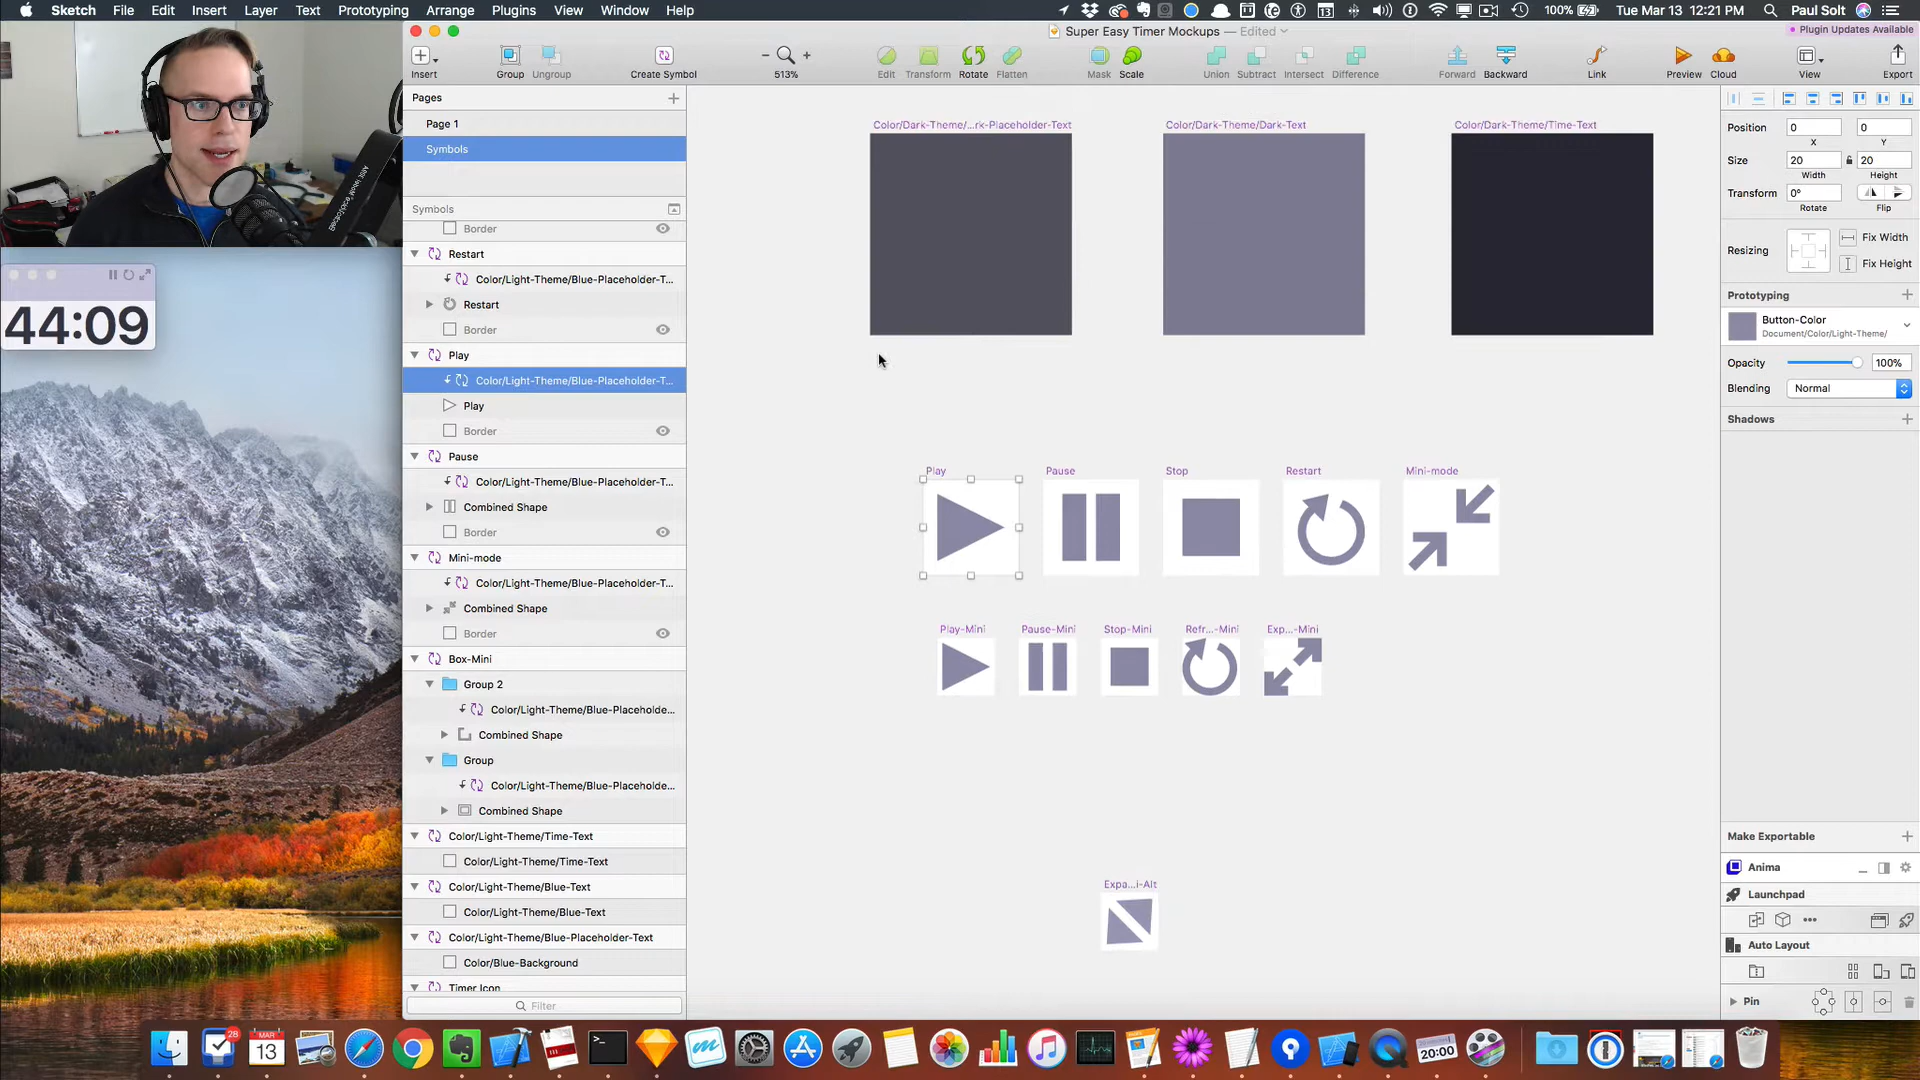 Sketch File Edit Insert Layer Text Prototyping Arrange Plugins View Window Help
100% Tue Mar 13 12:21 PM Paul Solt
Super Easy Timer Mockups — Edited
Plugin Updates Available
Insert Group Ungroup Create Symbol 513% Edit Transform Rotate Flatten Mask Scale Union Subtract Intersect Difference Forward Backward Link Preview Cloud View Export
Pages
Page 1
Symbols
Symbols
Border
Restart
Color/Light-Theme/Blue-Placeholder-T...
Restart
Border
Play
Color/Light-Theme/Blue-Placeholder-T...
Play
Border
Pause
Color/Light-Theme/Blue-Placeholder-T...
Combined Shape
Border
Mini-mode
Color/Light-Theme/Blue-Placeholder-T...
Combined Shape
Border
Box-Mini
Group 2
Color/Light-Theme/Blue-Placeholde...
Combined Shape
Group
Color/Light-Theme/Blue-Placeholde...
Combined Shape
Color/Light-Theme/Time-Text
Color/Light-Theme/Time-Text
Color/Light-Theme/Blue-Text
Color/Light-Theme/Blue-Text
Color/Light-Theme/Blue-Placeholder-Text
Color/Blue-Background
Timer Icon
Filter
44:09
Color/Dark-Theme/...rk-Placeholder-Text
Color/Dark-Theme/Dark-Text
Color/Dark-Theme/Time-Text
Play Pause Stop Restart Mini-mode
Play-Mini Pause-Mini Stop-Mini Refr...-Mini Exp...-Mini
Expa...i-Alt
Position 0 0
X Y
Size 20 20
Width Height
Transform 0°
Rotate Flip
Resizing Fix Width
Fix Height
Prototyping
Button-Color
Document/Color/Light-Theme/
Opacity 100%
Blending Normal
Shadows
Make Exportable
Anima
Launchpad
Auto Layout
Pin
28
MAR
13
20:00